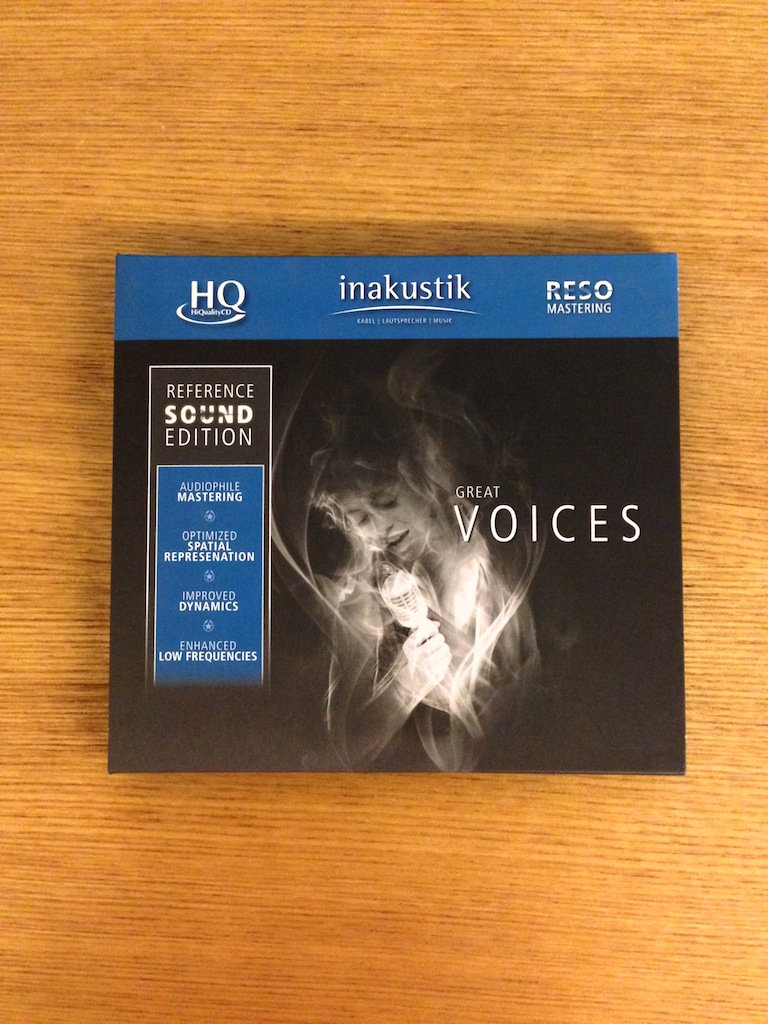 HQ
HiQualityCD
inakustik
KABEL | LAUTSPRECHER | MUSIK
RESO
MASTERING
REFERENCE
SOUND
EDITION
AUDIOPHILE
MASTERING
OPTIMIZED
SPATIAL
REPRESENATION
IMPROVED
DYNAMICS
ENHANCED
LOW FREQUENCIES
GREAT
VOICES